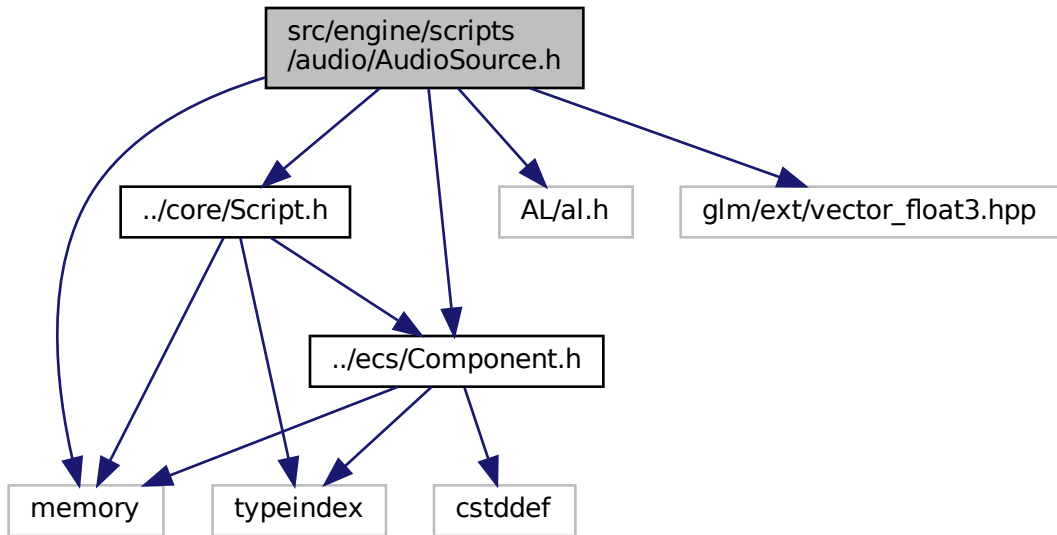 src/engine/scripts
/audio/AudioSource.h
../core/Script.h
AL/al.h
glm/ext/vector_float3.hpp
../ecs/Component.h
memory
typeindex
cstddef